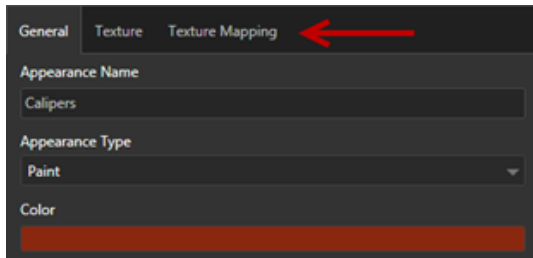 General Texture Texture Mapping
Appearance Name
Calipers
Appearance Type
Paint
Color